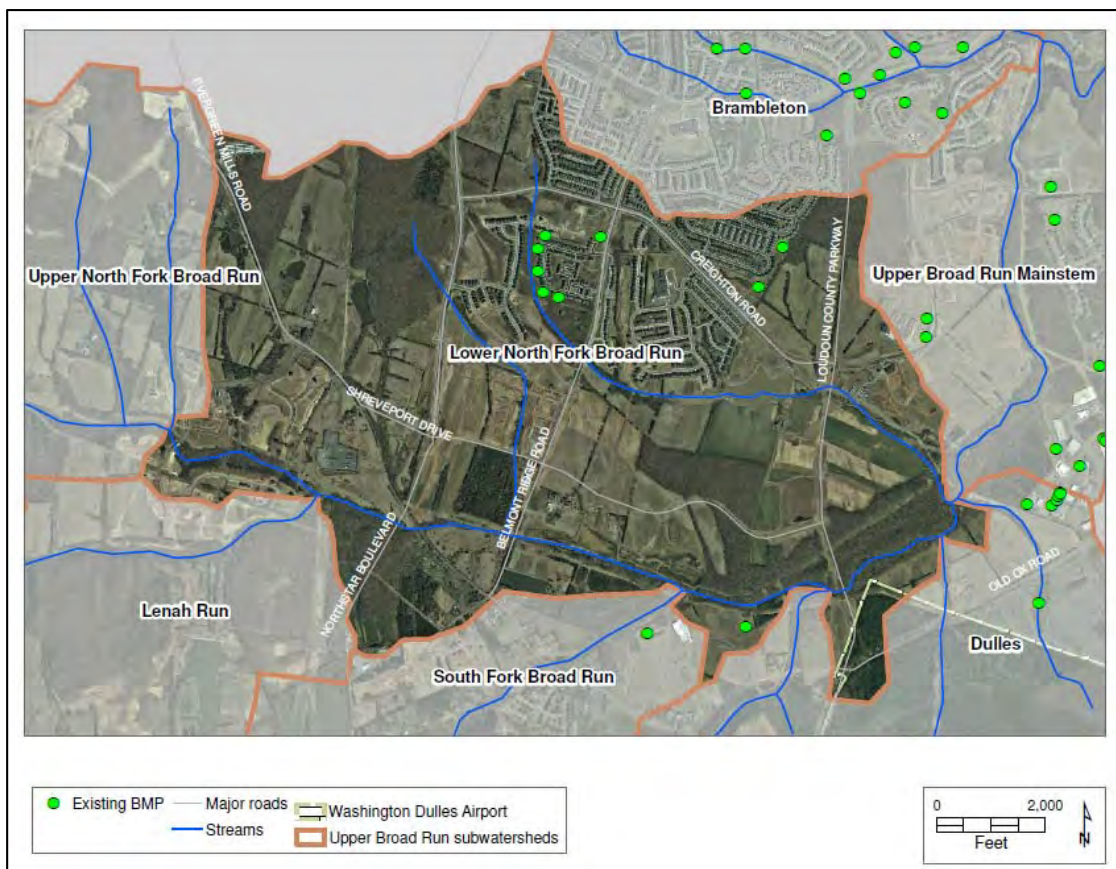 Brambleton
EVERGREEN MILLS ROAD
Upper North Fork Broad Run
CREIGHTON ROAD
LOUDOUN COUNTY PARKWAY
Upper Broad Run Mainstem
Lower North Fork Broad Run
SHREVEPORT DRIVE
BELMONT RIDGE ROAD
NORTHSTAR BOULEVARD
OLD OX ROAD
Lenah Run
Dulles
South Fork Broad Run
Existing BMP
Major roads
Washington Dulles Airport
Streams
Upper Broad Run subwatersheds
0 2,000
Feet
N